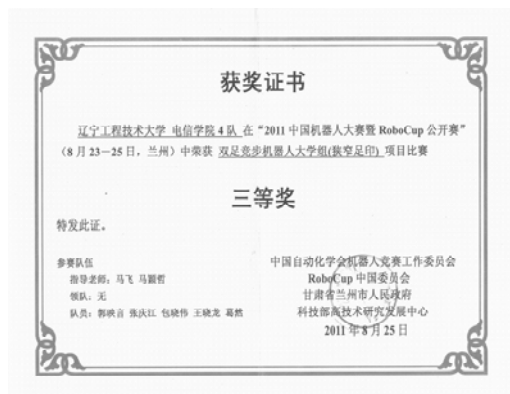 获奖证书
辽宁工程技术大学 电信学院4队 在“2011中国机器人大赛暨RoboCup公开赛”
（8月23－25日，兰州）中荣获 双足竞步机器人大学组(狭窄足印) 项目比赛
三等奖
特发此证。
参赛队伍
指导老师：马飞 马颖哲
领队：无
队员：郭映言 张庆江 包晓伟 王晓龙 葛然
中国自动化学会机器人竞赛工作委员会
RoboCup中国委员会
甘肃省兰州市人民政府
科技部高技术研究发展中心
2011年8月25日